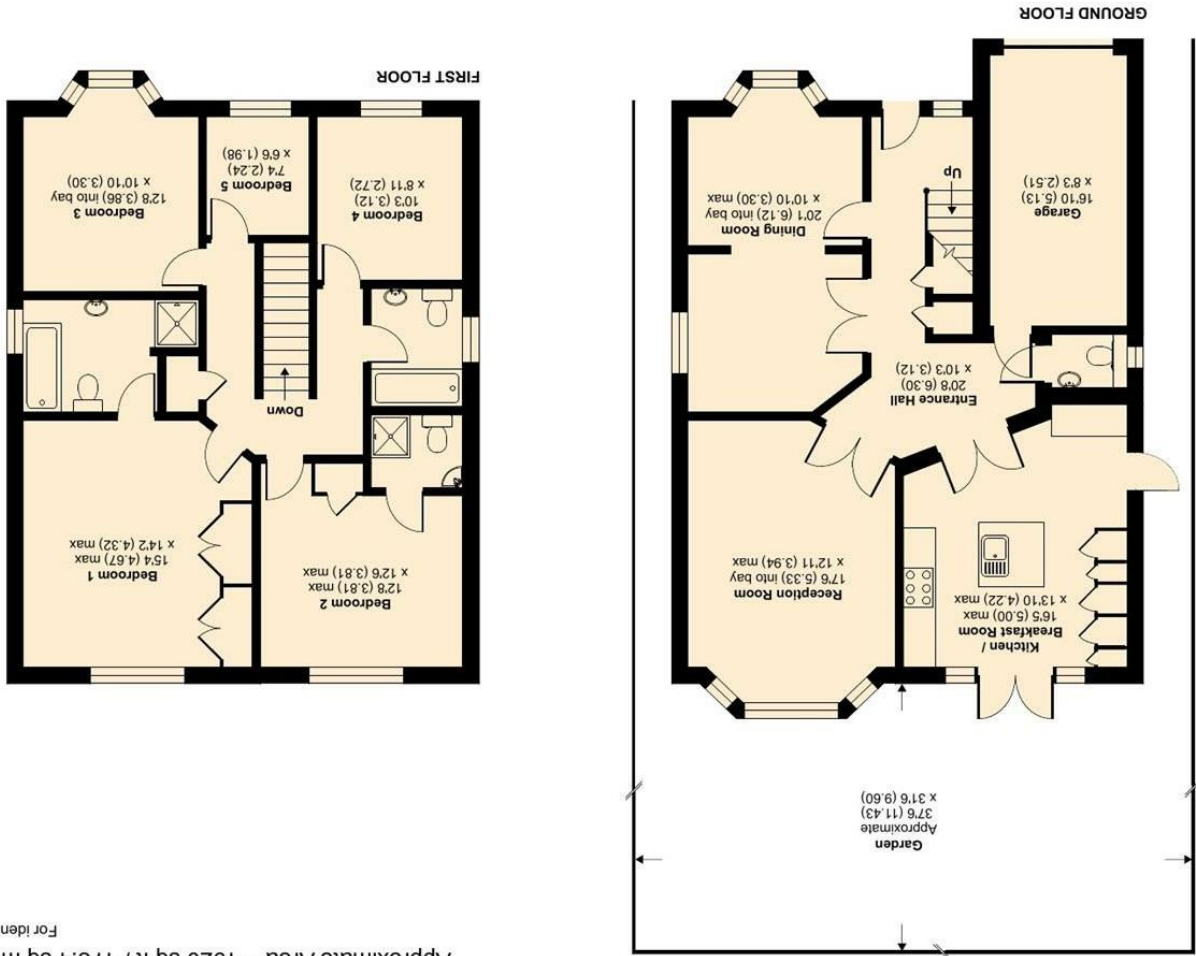 Approximate Area = sq ft / sq m
For iden
Garden
Approximate
37'6 (11.43)
x 31'6 (9.60)
Kitchen /
Breakfast Room
16'5 (5.00) max
x 13'10 (4.22) max
Reception Room
17'6 (5.33) into bay
x 12'11 (3.94) max
Entrance Hall
20'8 (6.30)
x 10'3 (3.12)
Garage
16'10 (5.13)
x 8'3 (2.51)
Up
Dining Room
20'1 (6.12) into bay
x 10'10 (3.30) max
GROUND FLOOR
Bedroom 2
12'8 (3.81) max
x 12'6 (3.81) max
Bedroom 1
15'4 (4.67) max
x 14'2 (4.32) max
Down
Bedroom 4
10'3 (3.12)
x 8'11 (2.72)
Bedroom 5
7'4 (2.24)
x 6'6 (1.98)
Bedroom 3
12'8 (3.86) into bay
x 10'10 (3.30)
FIRST FLOOR